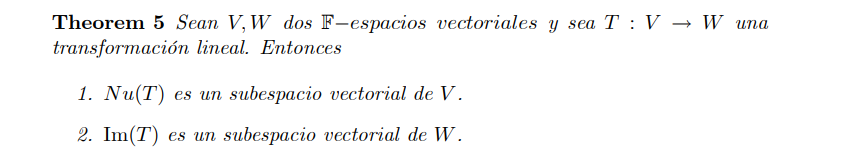 Theorem 5 Sean V, W dos 𝔽−espacios vectoriales y sea T : V → W una
transformación lineal. Entonces
1. Nu(T) es un subespacio vectorial de V.
2. Im(T) es un subespacio vectorial de W.